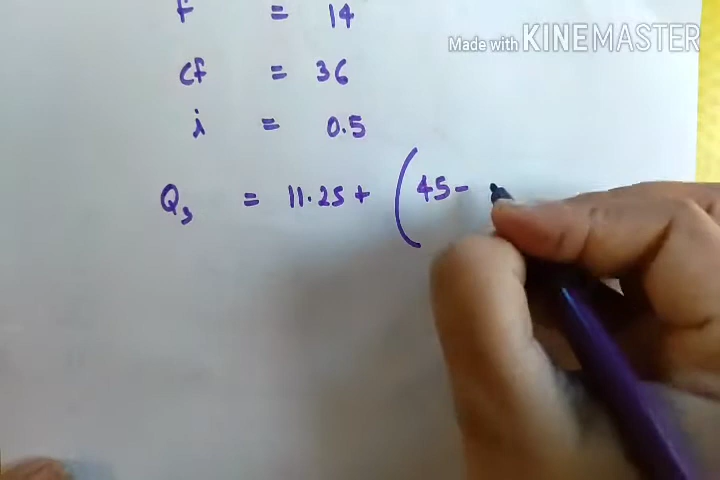 f = 14
Made with KINEMASTER
cf = 36
i = 0.5
Q3 = 11.25 + ( 45 -